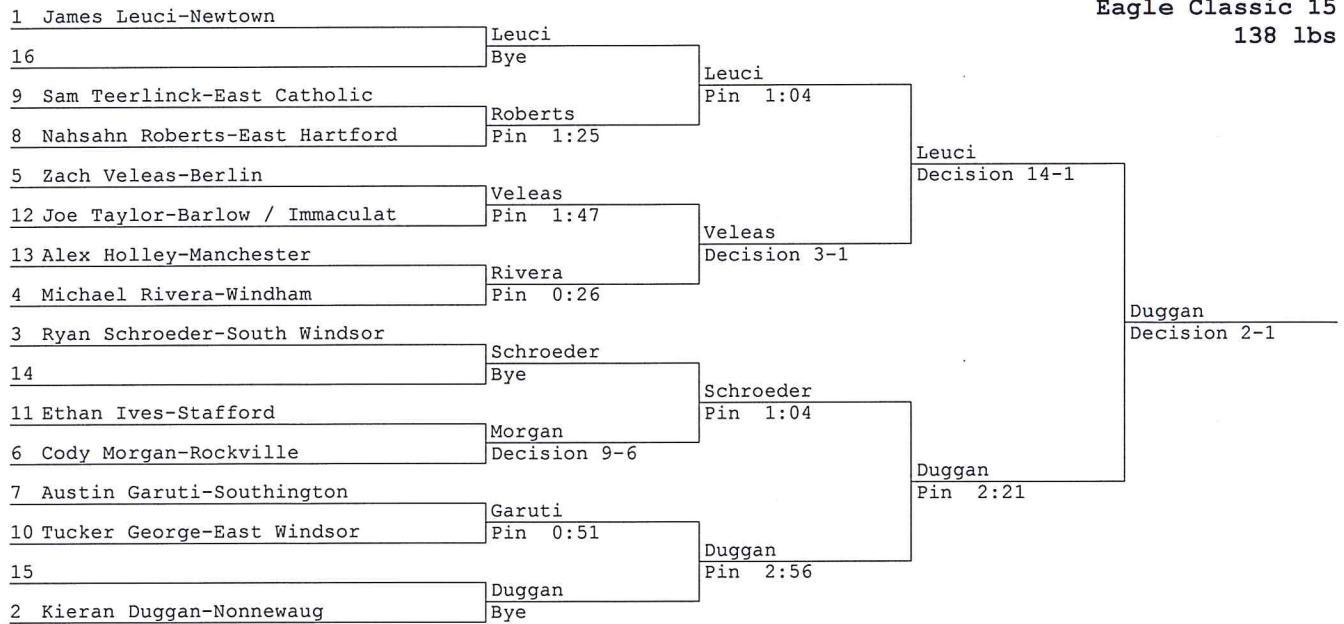 Eagle Classic 15
138 lbs
1 James Leuci-Newtown
16
9 Sam Teerlinck-East Catholic
8 Nahsahn Roberts-East Hartford
5 Zach Veleas-Berlin
12 Joe Taylor-Barlow / Immaculat
13 Alex Holley-Manchester
4 Michael Rivera-Windham
3 Ryan Schroeder-South Windsor
14
11 Ethan Ives-Stafford
6 Cody Morgan-Rockville
7 Austin Garuti-Southington
10 Tucker George-East Windsor
15
2 Kieran Duggan-Nonnewaug
Leuci
Bye
Roberts
Pin 1:25
Veleas
Pin 1:47
Rivera
Pin 0:26
Schroeder
Bye
Morgan
Decision 9-6
Garuti
Pin 0:51
Duggan
Bye
Leuci
Pin 1:04
Veleas
Decision 3-1
Schroeder
Pin 1:04
Duggan
Pin 2:56
Leuci
Decision 14-1
Duggan
Pin 2:21
Duggan
Decision 2-1